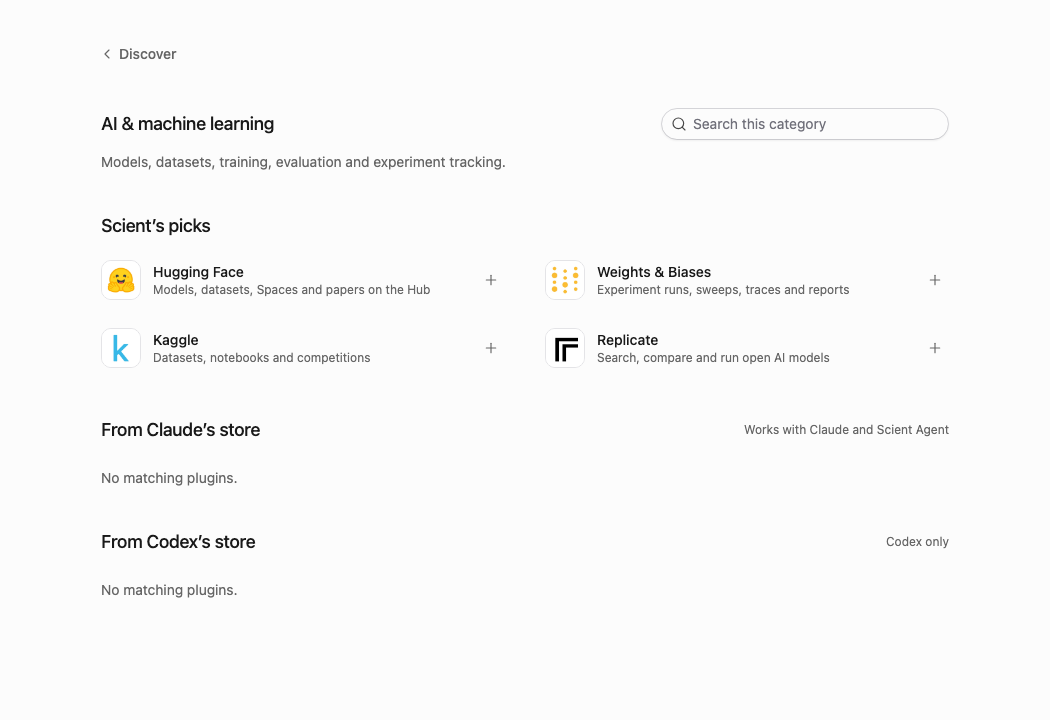 Discover
AI & machine learning
Search this category
Models, datasets, training, evaluation and experiment tracking.
Scient’s picks
Hugging Face
Models, datasets, Spaces and papers on the Hub
Weights & Biases
Experiment runs, sweeps, traces and reports
k
Kaggle
Datasets, notebooks and competitions
Replicate
Search, compare and run open AI models
From Claude’s store
Works with Claude and Scient Agent
No matching plugins.
From Codex’s store
Codex only
No matching plugins.